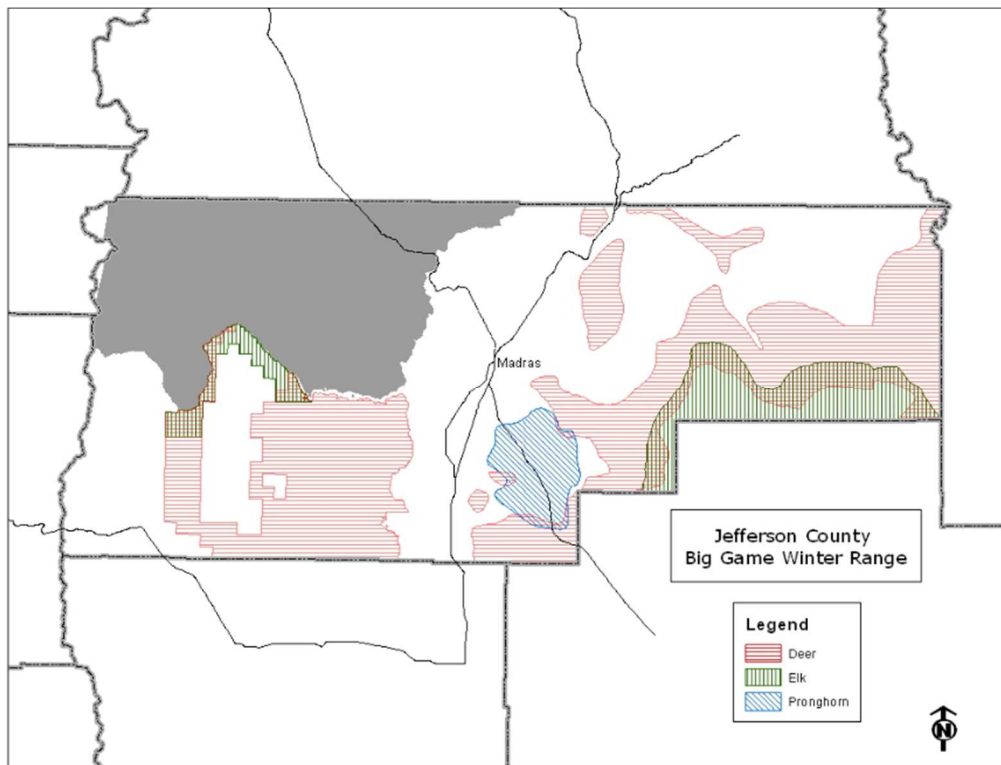 Madras
Jefferson County
Big Game Winter Range
Legend
Deer
Elk
Pronghorn
N